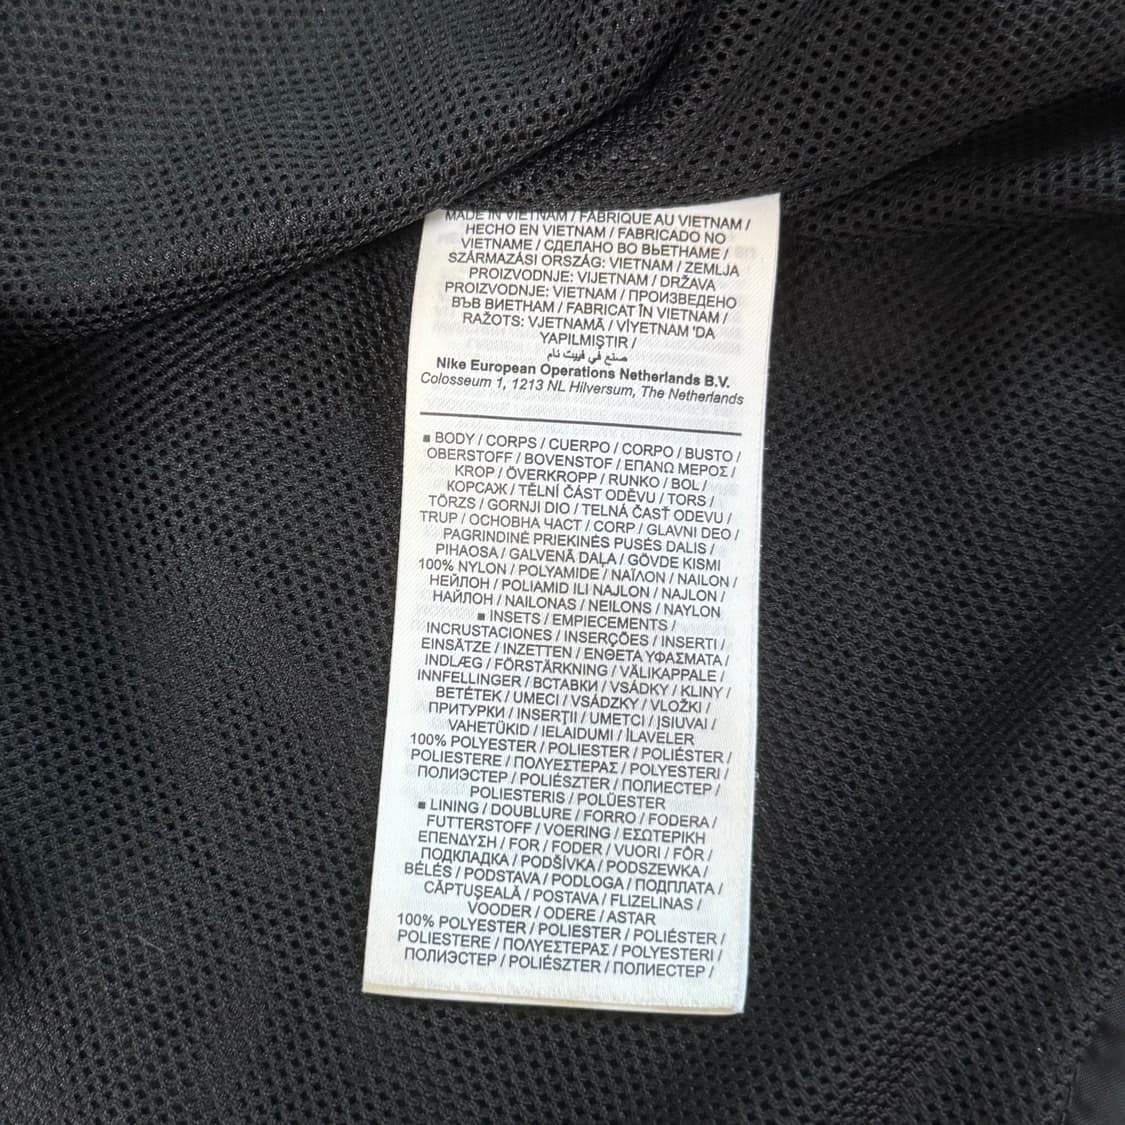 MADE IN VIETNAM / FABRIQUE AU VIETNAM /
HECHO EN VIETNAM / FABRICADO NO
VIETNAME / СДЕЛАНО ВО ВЬЕТНАМЕ /
SZÁRMAZÁSI ORSZÁG: VIETNAM / ZEMLJA
PROIZVODNJE: VIJETNAM / DRŽAVA
PROIZVODNJE: VIETNAM / ПРОИЗВЕДЕНО
ВЪВ ВИЕТНАМ / FABRICAT ÎN VIETNAM /
RAŽOTS: VJETNAMĀ / VİYETNAM 'DA
YAPILMIŞTIR /
صنع في فييت نام
Nike European Operations Netherlands B.V.
Colosseum 1, 1213 NL Hilversum, The Netherlands
■ BODY / CORPS / CUERPO / CORPO / BUSTO /
OBERSTOFF / BOVENSTOF / ΕΠΑΝΩ ΜΕΡΟΣ /
KROP / ÖVERKROPP / RUNKO / BOL /
КОРСАЖ / TĚLNÍ ČÁST ODĚVU / TORS /
TÖRZS / GORNJI DIO / TELNÁ ČASŤ ODEVU /
TRUP / ОСНОВНА ЧАСТ / CORP / GLAVNI DEO /
PAGRINDINĖ PRIEKINĖS PUSĖS DALIS /
PIHAOSA / GALVENĀ DAĻA / GÖVDE KISMI
100% NYLON / POLYAMIDE / ΝΑΪΛΟΝ / NAILON /
НЕЙЛОН / POLIAMID ILI NAJLON / NAJLON /
НАЙЛОН / NAILONAS / NEILONS / NAYLON
■ INSETS / EMPIECEMENTS /
INCRUSTACIONES / INSERÇÕES / INSERTI /
EINSÄTZE / INZETTEN / ΕΝΘΕΤΑ ΥΦΑΣΜΑΤΑ /
INDLÆG / FÖRSTÄRKNING / VÄLIKAPPALE /
INNFELLINGER / ВСТАВКИ / VSÁDKY / KLINY /
BETÉTEK / UMECI / VSÁDZKY / VLOŽKI /
ПРИТУРКИ / INSERŢII / UMETCI / ĮSIUVAI /
VAHETÜKID / IELAIDUMI / İLAVELER
100% POLYESTER / POLIESTER / POLIÉSTER /
POLIESTERE / ΠΟΛΥΕΣΤΕΡΑΣ / POLYESTERI /
ПОЛИЭСТЕР / POLIÉSZTER / ПОЛИЕСТЕР /
POLIESTERIS / POLÜESTER
■ LINING / DOUBLURE / FORRO / FODERA /
FUTTERSTOFF / VOERING / ΕΣΩΤΕΡΙΚΗ
ΕΠΕΝΔΥΣΗ / FOR / FODER / VUORI / FÔR /
ПОДКЛАДКА / PODŠÍVKA / PODSZEWKA /
BÉLÉS / PODSTAVA / PODLOGA / ПОДПЛАТА /
CĂPTUŞEALĂ / POSTAVA / FLIZELINAS /
VOODER / ODERE / ASTAR
100% POLYESTER / POLIESTER / POLIÉSTER /
POLIESTERE / ΠΟΛΥΕΣΤΕΡΑΣ / POLYESTERI /
ПОЛИЭСТЕР / POLIÉSZTER / ПОЛИЕСТЕР /